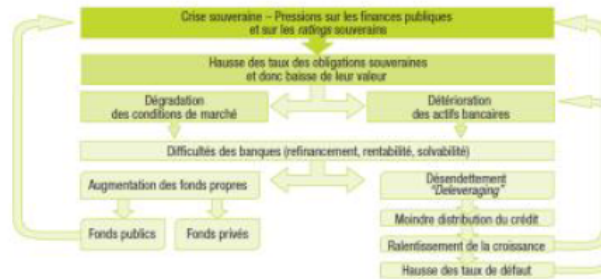 Crise souveraine – Pressions sur les finances publiques
et sur les ratings souverains
Hausse des taux des obligations souveraines
et donc baisse de leur valeur
Dégradation
des conditions de marché
Détérioration
des actifs bancaires
Difficultés des banques (refinancement, rentabilité, solvabilité)
Augmentation des fonds propres
Désendettement
"Deleveraging"
Fonds publics
Fonds privés
Moindre distribution du crédit
Ralentissement de la croissance
Hausse des taux de défaut